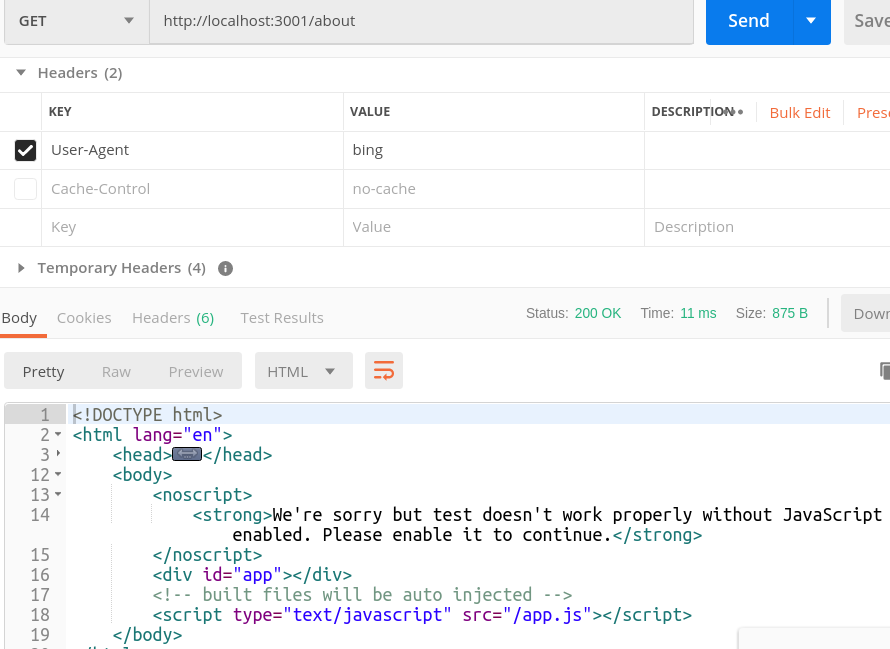 GET http://localhost:3001/about Send Save
Headers (2)
KEY VALUE DESCRIPTION ••• Bulk Edit Prese
User-Agent bing
Cache-Control no-cache
Key Value Description
Temporary Headers (4)
Body Cookies Headers (6) Test Results Status: 200 OK Time: 11 ms Size: 875 B Down
Pretty Raw Preview HTML
1 <!DOCTYPE html>
2 <html lang="en">
3 <head></head>
12 <body>
13 <noscript>
14 <strong>We're sorry but test doesn't work properly without JavaScript
enabled. Please enable it to continue.</strong>
15 </noscript>
16 <div id="app"></div>
17 <!-- built files will be auto injected -->
18 <script type="text/javascript" src="/app.js"></script>
19 </body>